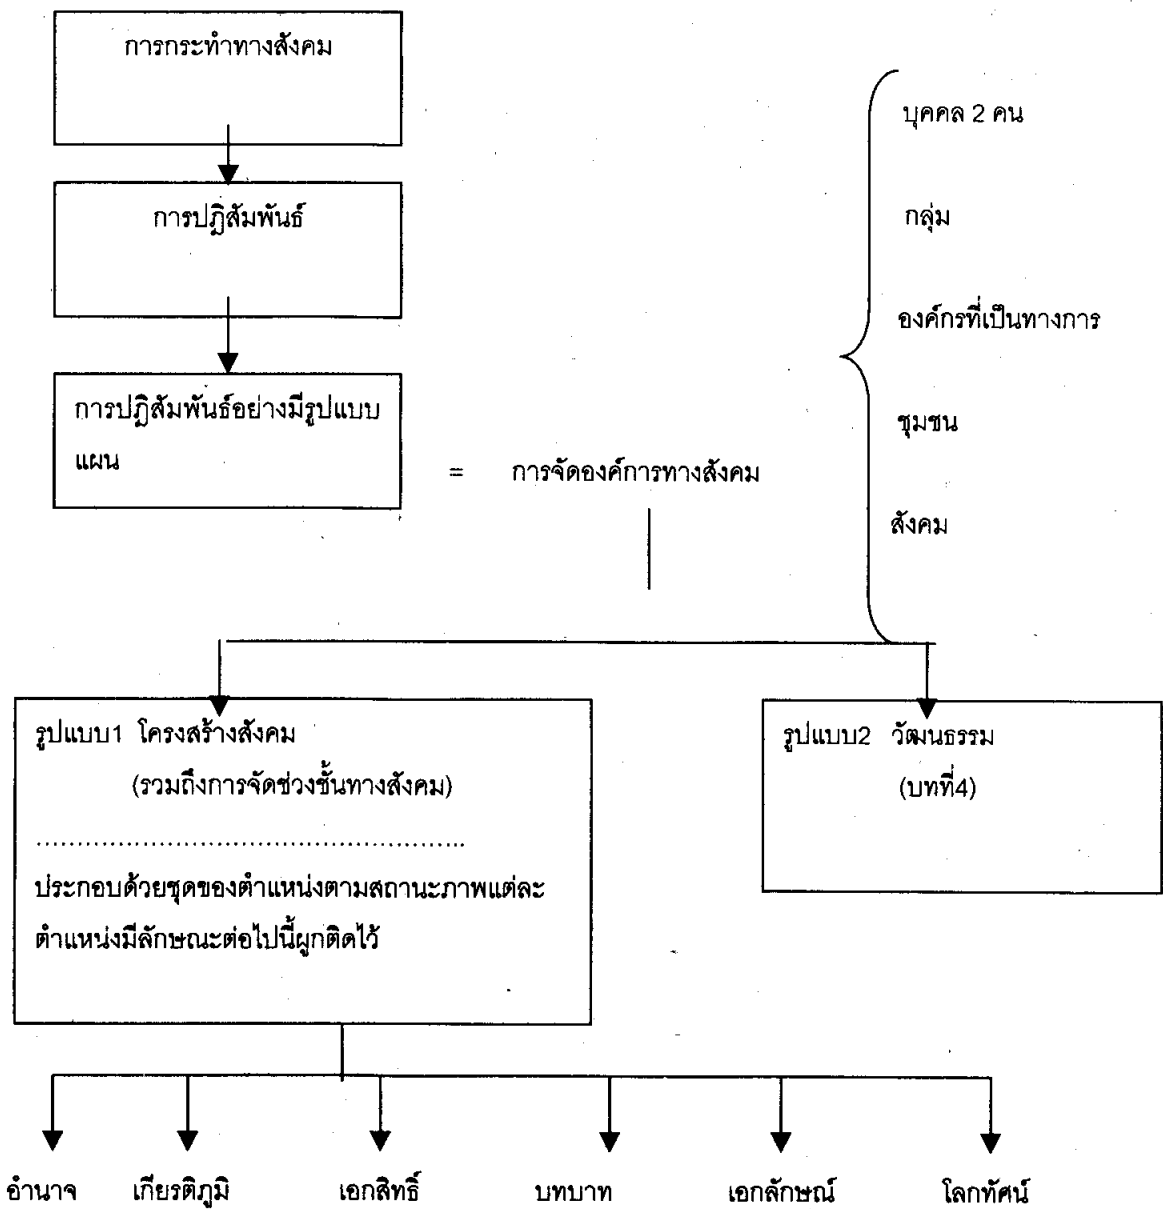 การกระทำทางสังคม
การปฏิสัมพันธ์
การปฏิสัมพันธ์อย่างมีรูปแบบ
แผน
= การจัดองค์การทางสังคม
บุคคล 2 คน
กลุ่ม
องค์กรที่เป็นทางการ
ชุมชน
สังคม
รูปแบบ1 โครงสร้างสังคม
(รวมถึงการจัดช่วงชั้นทางสังคม)
......................................................
ประกอบด้วยชุดของตำแหน่งตามสถานะภาพแต่ละ
ตำแหน่งมีลักษณะต่อไปนี้ผูกติดไว้
รูปแบบ2 วัฒนธรรม
(บทที่4)
อำนาจ เกียรติภูมิ เอกสิทธิ์ บทบาท เอกลักษณ์ โลกทัศน์